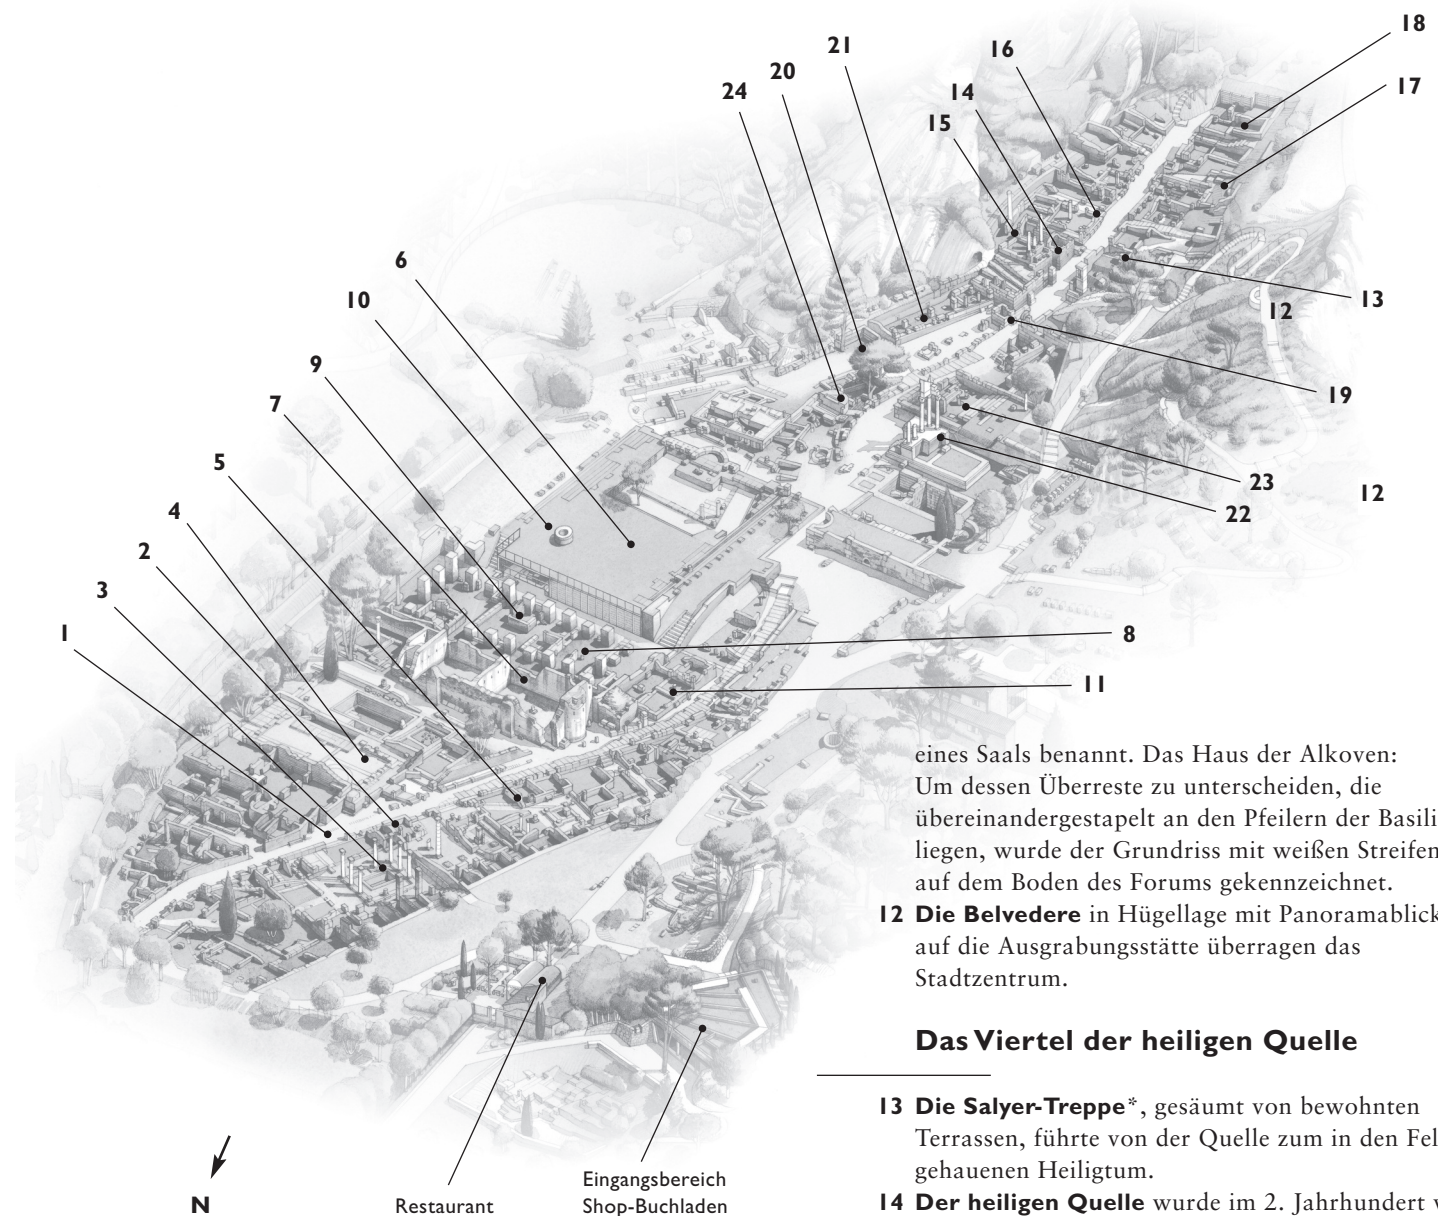 18
21
16
17
20
14
24
15
6
10
12
13
9
7
19
5
23
12
4
22
2
3
1
8
11
eines Saals benannt. Das Haus der Alkoven:
Um dessen Überreste zu unterscheiden, die
übereinandergestapelt an den Pfeilern der
liegen, wurde der Grundriss mit weißen Streifen
auf dem Boden des Forums gekennzeichnet.
12 Die Belvedere in Hügellage mit Panoramablick
auf die Ausgrabungsstätte überragen das
Stadtzentrum.
Das Viertel der heiligen Quelle
13 Die Salyer-Treppe*, gesäumt von bewohnten
Terrassen, führte von der Quelle zum in den
gehauenen Heiligtum.
14 Der heiligen Quelle wurde im 2. Jahrhundert
N
Restaurant
Eingangsbereich
Shop-Buchladen